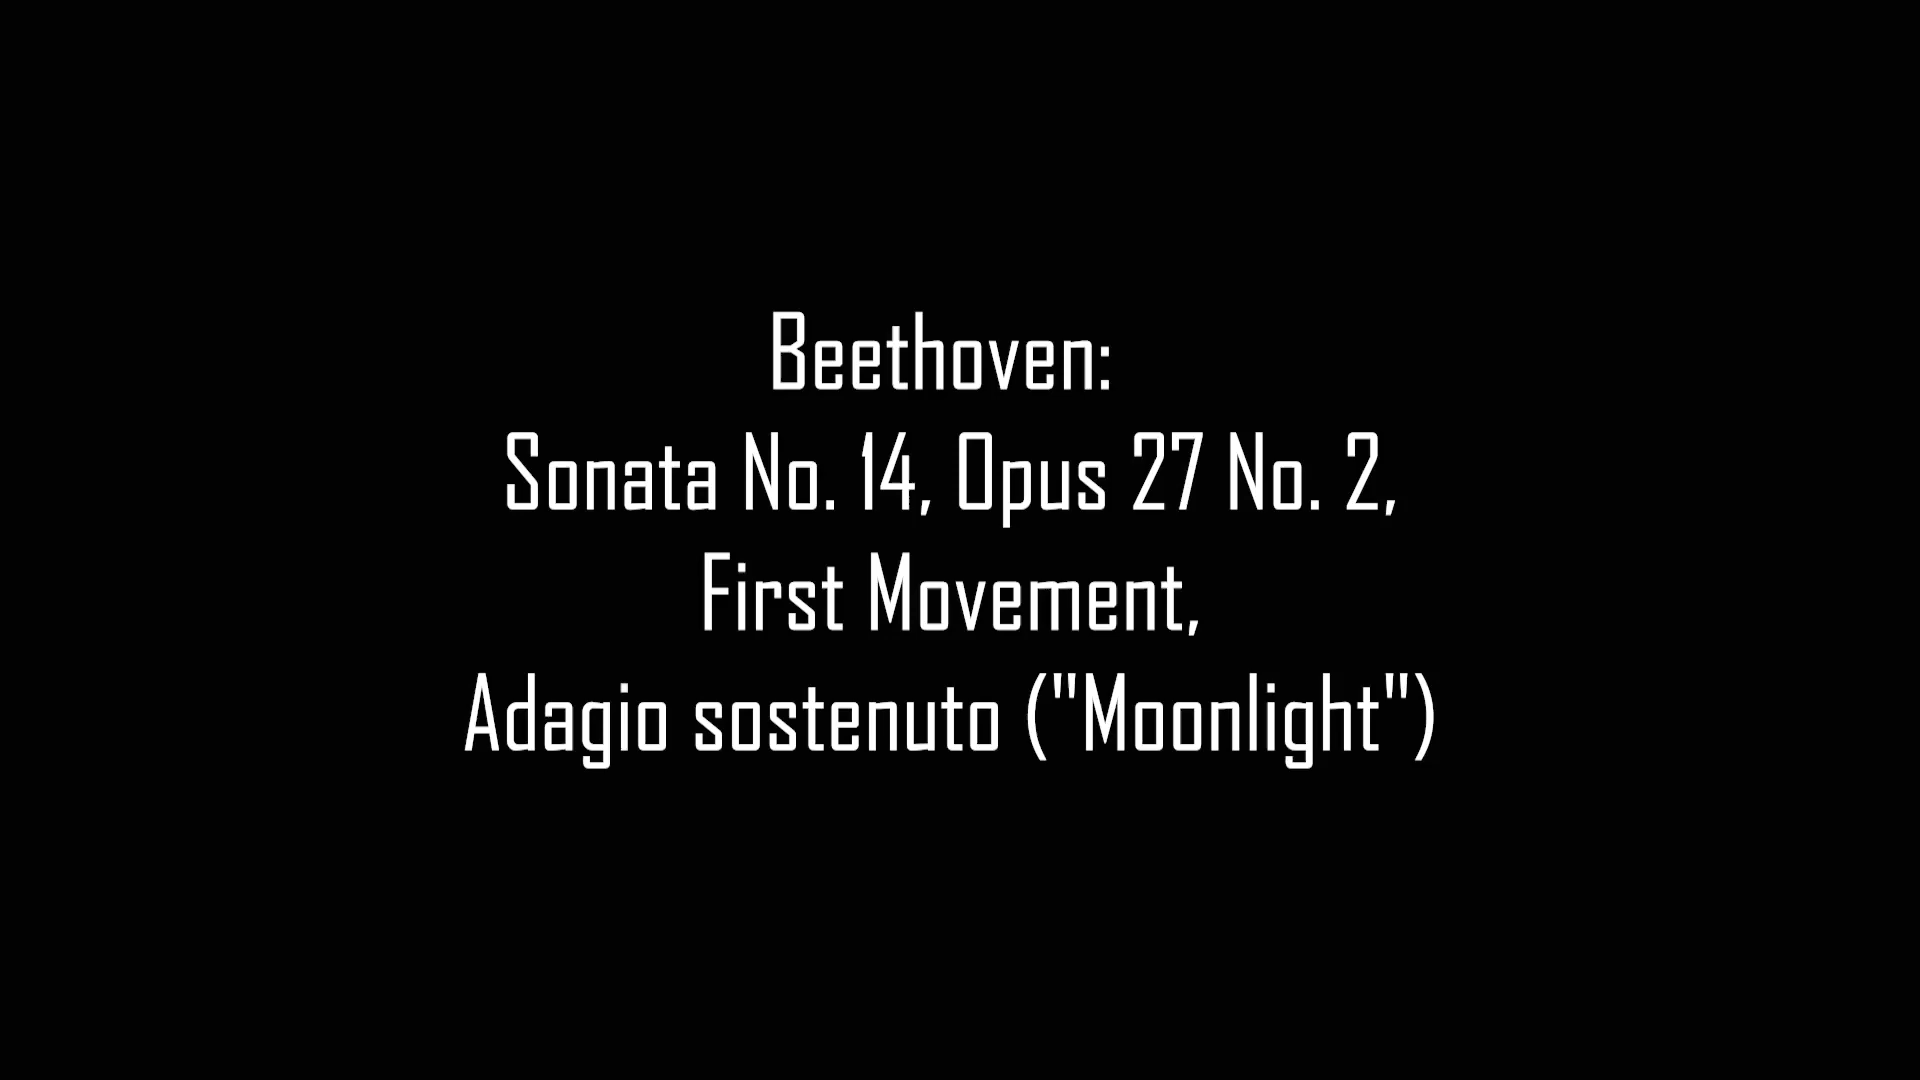 Beethoven:
Sonata No. 14, Opus 27 No. 2,
First Movement,
Adagio sostenuto ("Moonlight")